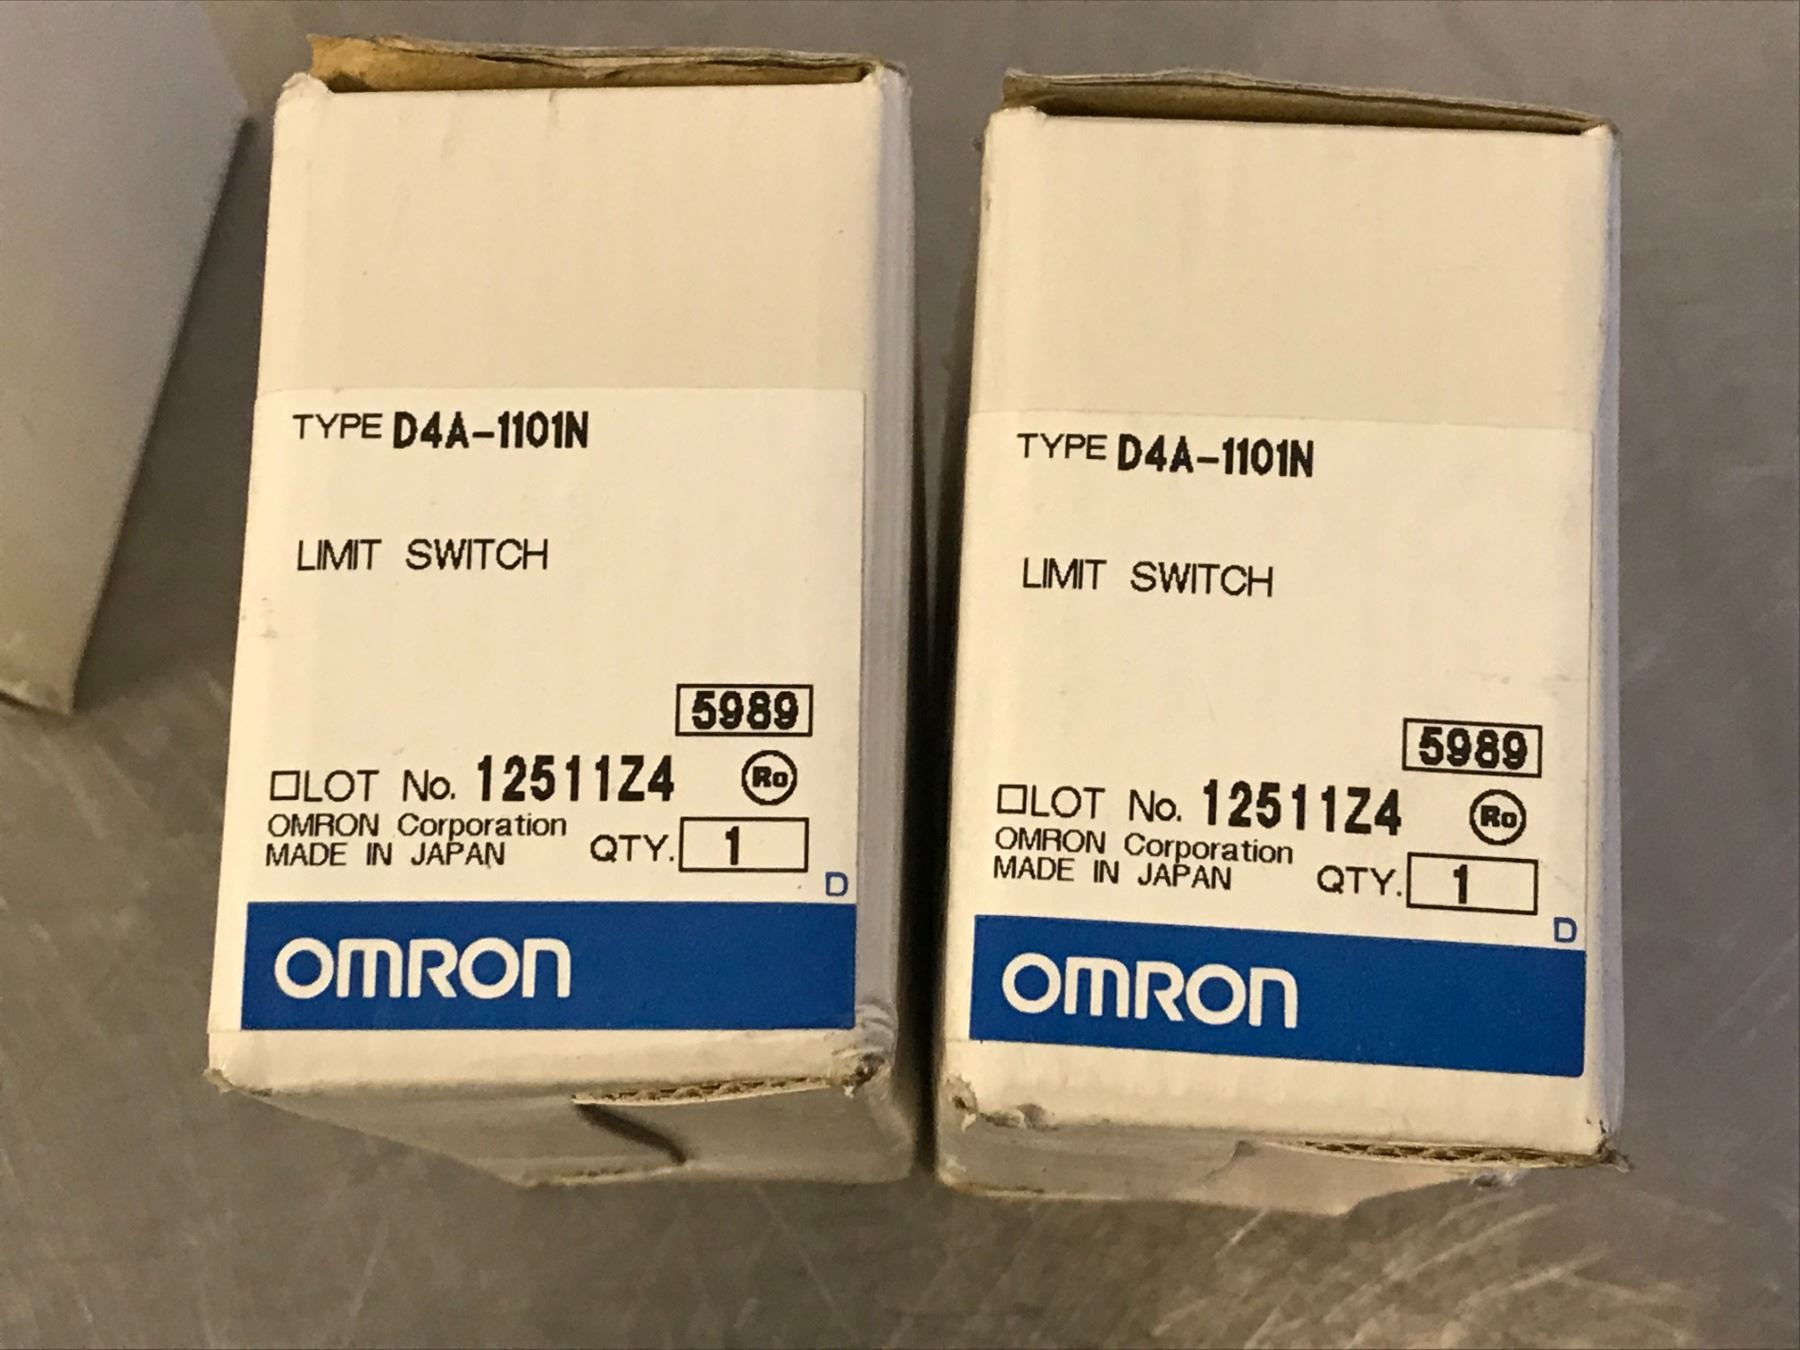 TYPE D4A-1101N
LIMIT SWITCH
5989
□LOT No. 12511Z4 Ro
OMRON Corporation
MADE IN JAPAN QTY. 1
D
OMRON
TYPE D4A-1101N
LIMIT SWITCH
5989
□LOT No. 12511Z4 Ro
OMRON Corporation
MADE IN JAPAN QTY. 1
D
OMRON